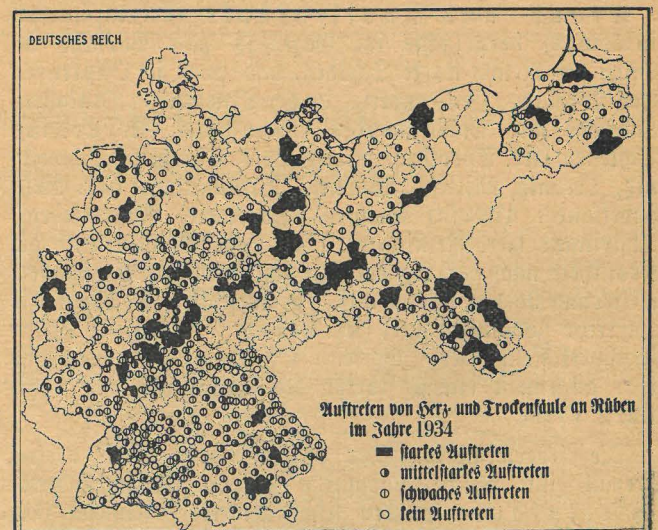 DEUTSCHES REICH
Auftreten von Herz- und Trockenfäule an Rüben
im Jahre 1934
starkes Auftreten
mittelstarkes Auftreten
schwaches Auftreten
kein Auftreten